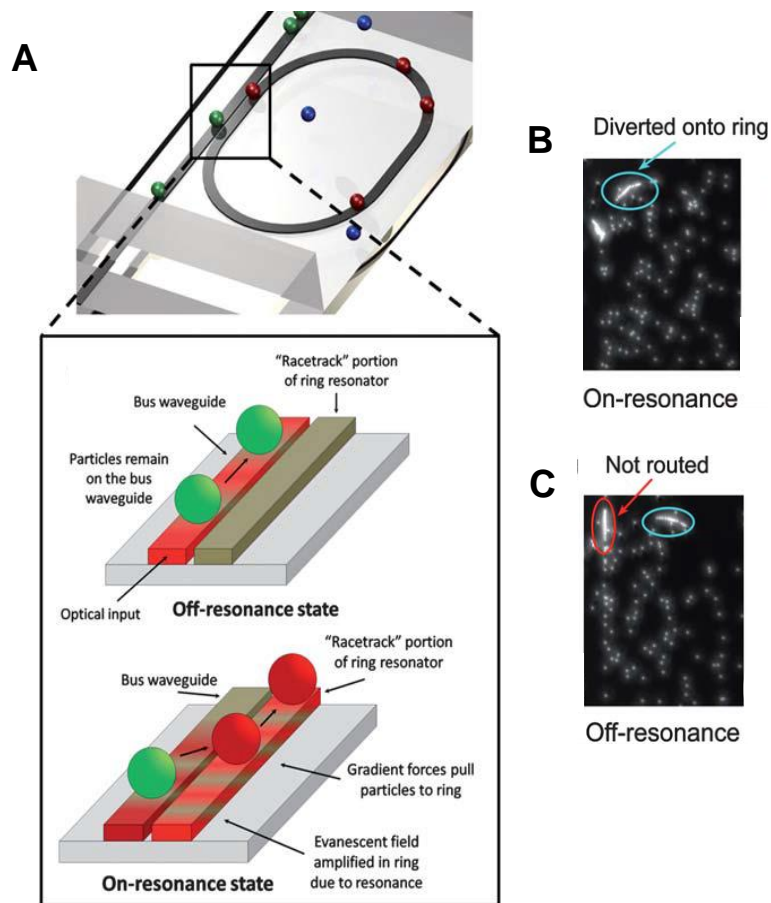 A
"Racetrack" portion
of ring resonator
Bus waveguide
Particles remain
on the bus
waveguide
Optical input
Off-resonance state
"Racetrack" portion
of ring resonator
Bus waveguide
Gradient forces pull
particles to ring
Evanescent field
amplified in ring
due to resonance
On-resonance state
B
Diverted onto ring
On-resonance
C
Not routed
Off-resonance